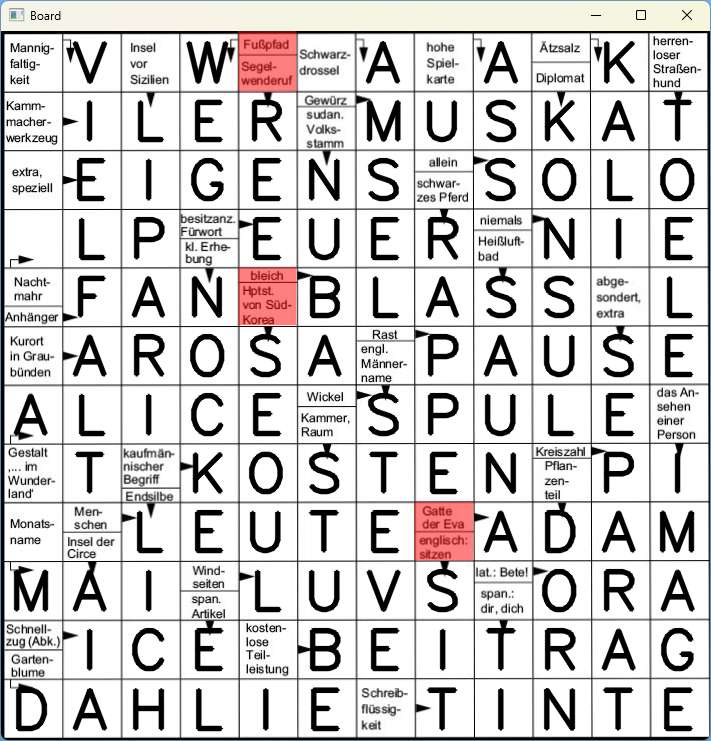 Board
Mannig-
faltig-
keit
V
Insel
vor
Sizilien
W
Fußpfad
Segel-
wenderuf
Schwarz-
drossel
A
hohe
Spiel-
karte
A
Ätzsalz
Diplomat
K
herren-
loser
Straßen-
hund
Kamm-
macher-
werkzeug
I L E R
Gewürz
sudan.
Volks-
stamm
M U S K A T
extra,
speziell
E I G E N S
allein
schwar-
zes Pferd
S O L O
L P
besitzanz.
Fürwort
kl. Erhe-
bung
E U E R
niemals
Heißluft-
bad
N I E
Nacht-
mahr
Anhänger
F A N
bleich
Hptst.
von Süd-
Korea
B L A S S
abge-
sondert,
extra
L
Kurort
in Grau-
bünden
A R O S A
Rast
engl.
Männer-
name
P A U S E
A L I C E
Wickel
Kammer,
Raum
S P U L E
das An-
sehen
einer
Person
Gestalt
,... im
Wunder-
land'
T
kaufmän-
nischer
Begriff
Endsilbe
K O S T E N
Kreiszahl
Pflan-
zen-
teil
P I
Monats-
name
Men-
schen
Insel der
Circe
L E U T E
Gatte
der Eva
englisch:
sitzen
A D A M
M A I
Wind-
seiten
span.
Artikel
L U V S
lat.: Bete!
span.:
dir, dich
O R A
Schnell-
zug (Abk.)
Garten-
blume
I C E
kosten-
lose
Teil-
leistung
B E I T R A G
D A H L I E
Schreib-
flüssig-
keit
T I N T E